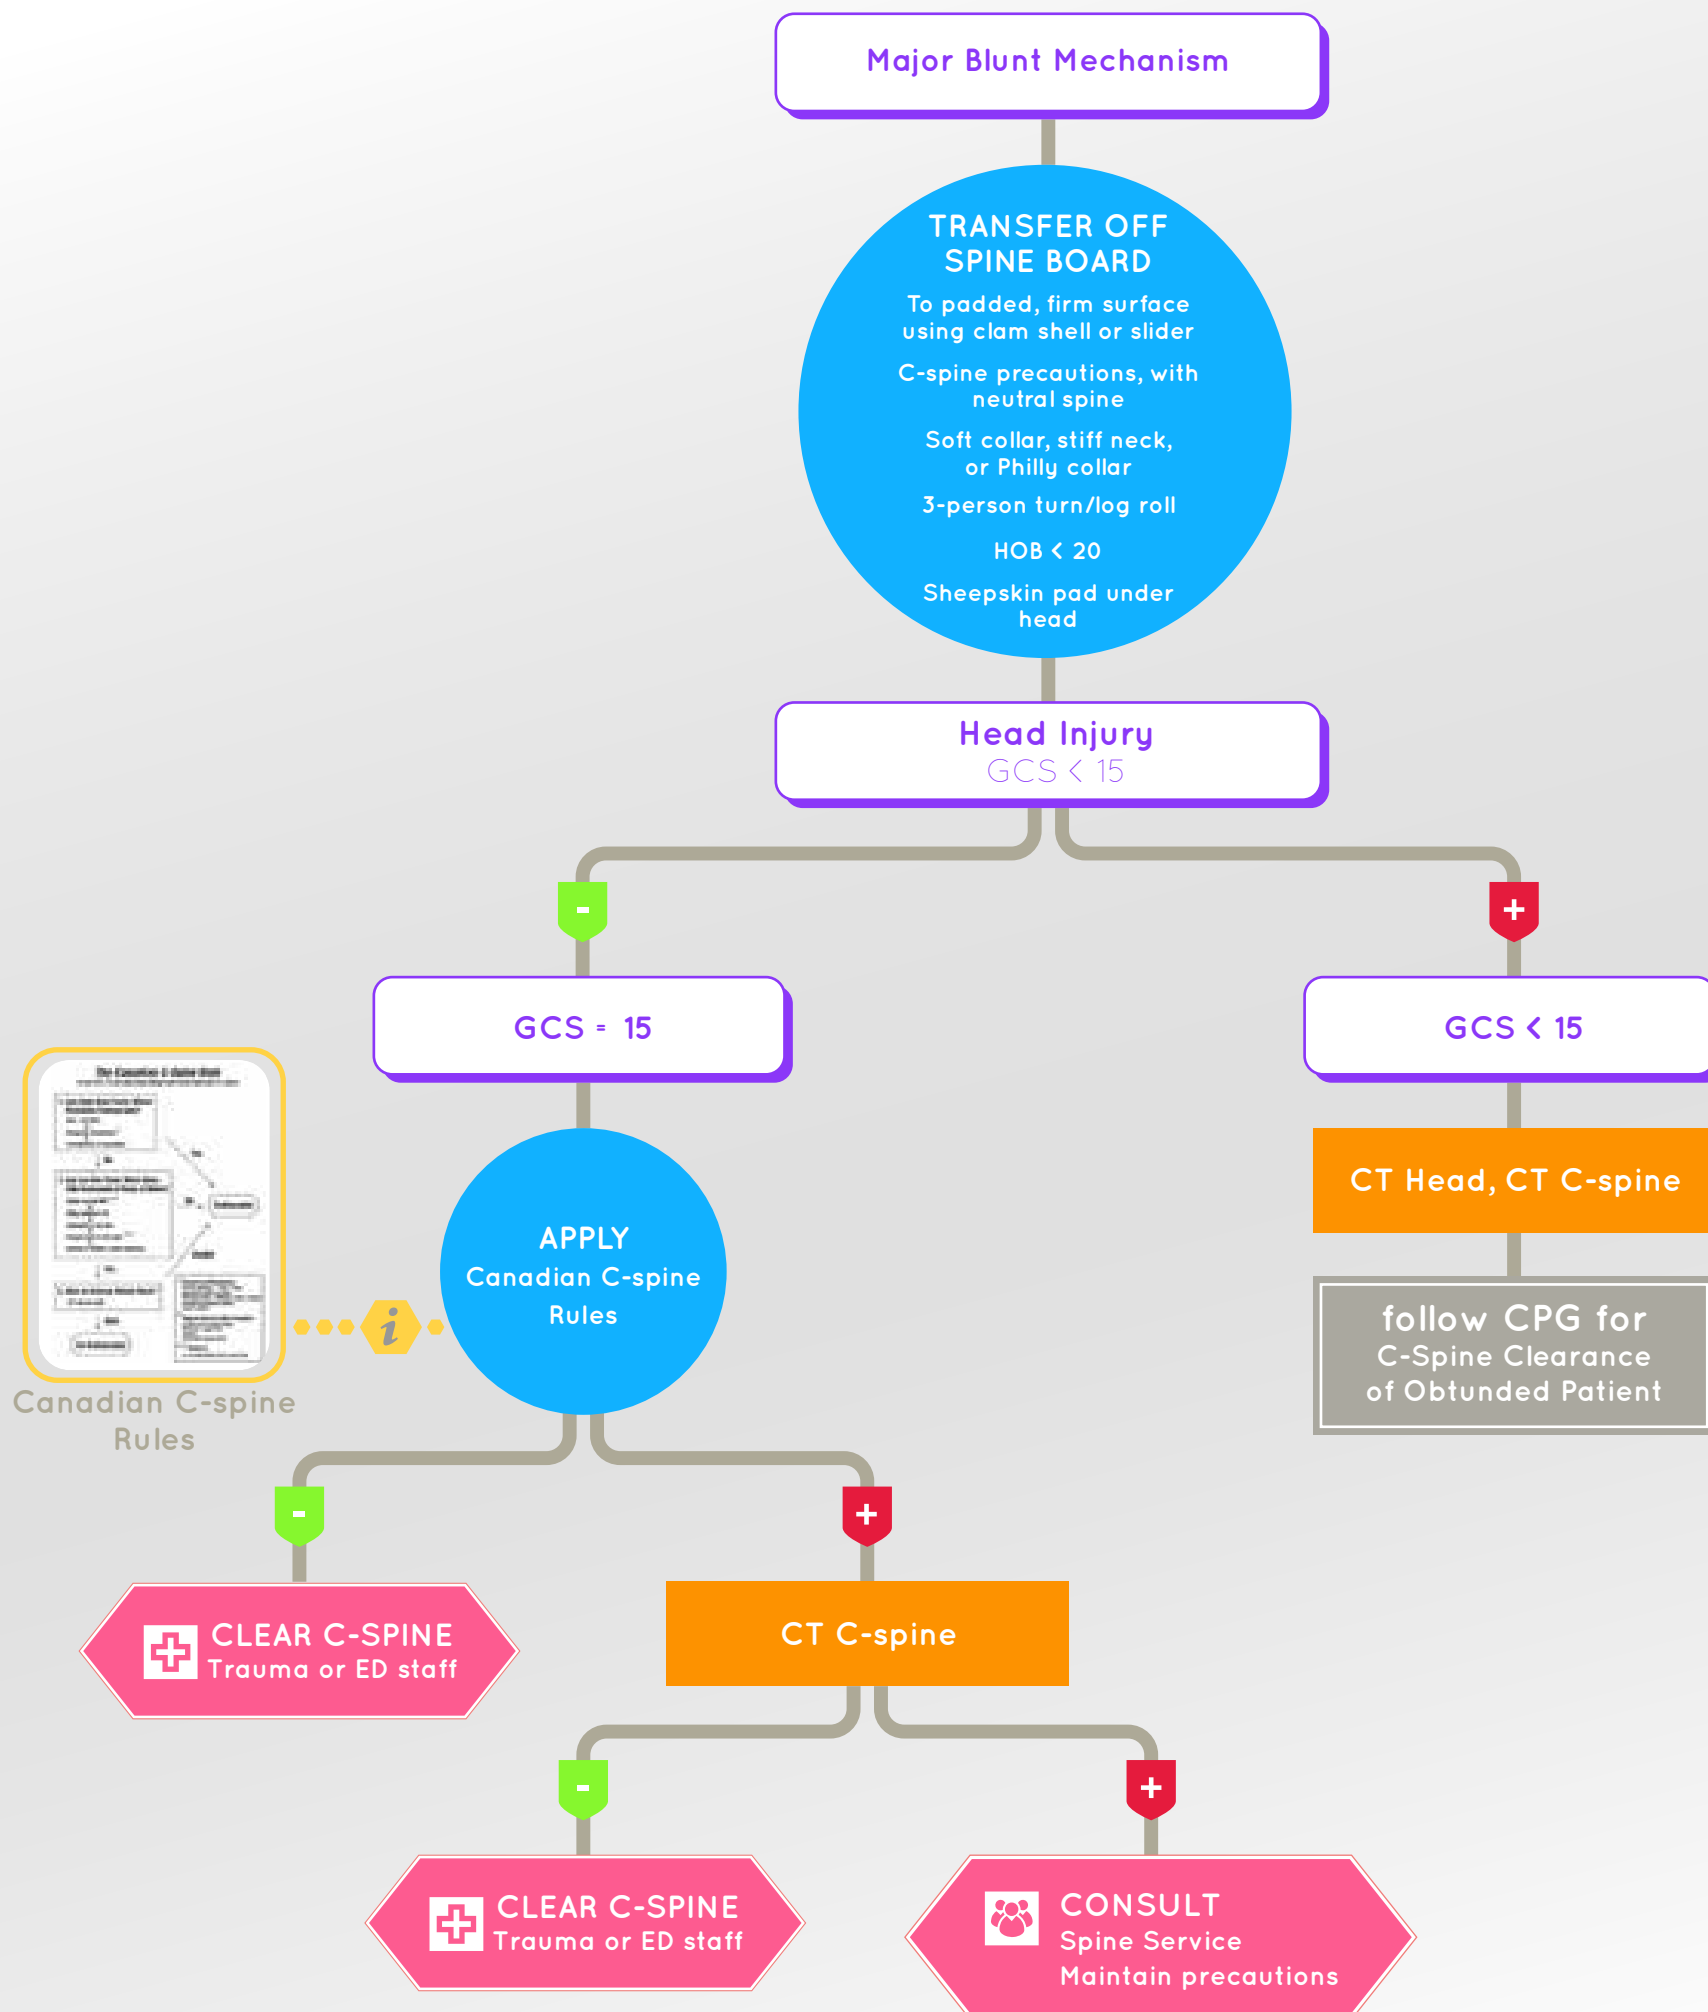 Major Blunt Mechanism
TRANSFER OFF
SPINE BOARD
To padded, firm surface
using clam shell or slider
C-spine precautions, with
neutral spine
Soft collar, stiff neck,
or Philly collar
3-person turn/log roll
HOB < 20
Sheepskin pad under
head
Head Injury
GCS < 15
-
+
GCS = 15
GCS < 15
The Canadian C-Spine Rule
CT Head, CT C-spine
APPLY
Canadian C-spine
Rules
i
follow CPG for
C-Spine Clearance
of Obtunded Patient
Canadian C-spine
Rules
-
+
CLEAR C-SPINE
Trauma or ED staff
CT C-spine
-
+
CLEAR C-SPINE
Trauma or ED staff
CONSULT
Spine Service
Maintain precautions